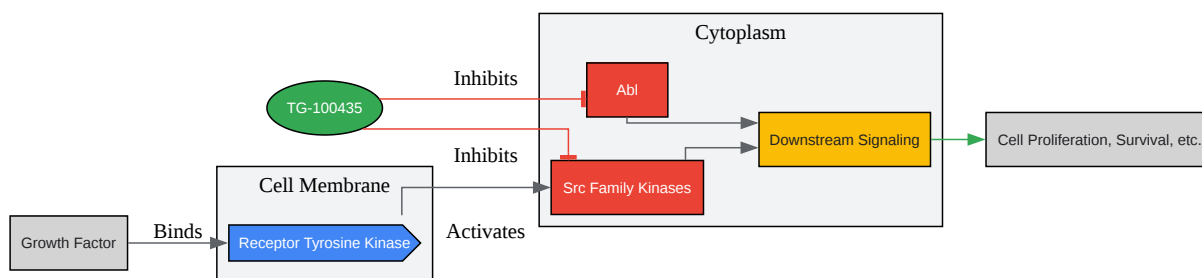 Cytoplasm
Inhibits
Abl
TG-100435
Downstream Signaling
Cell Proliferation, Survival, etc.
Inhibits
Cell Membrane
Src Family Kinases
Growth Factor
Binds
Receptor Tyrosine Kinase
Activates